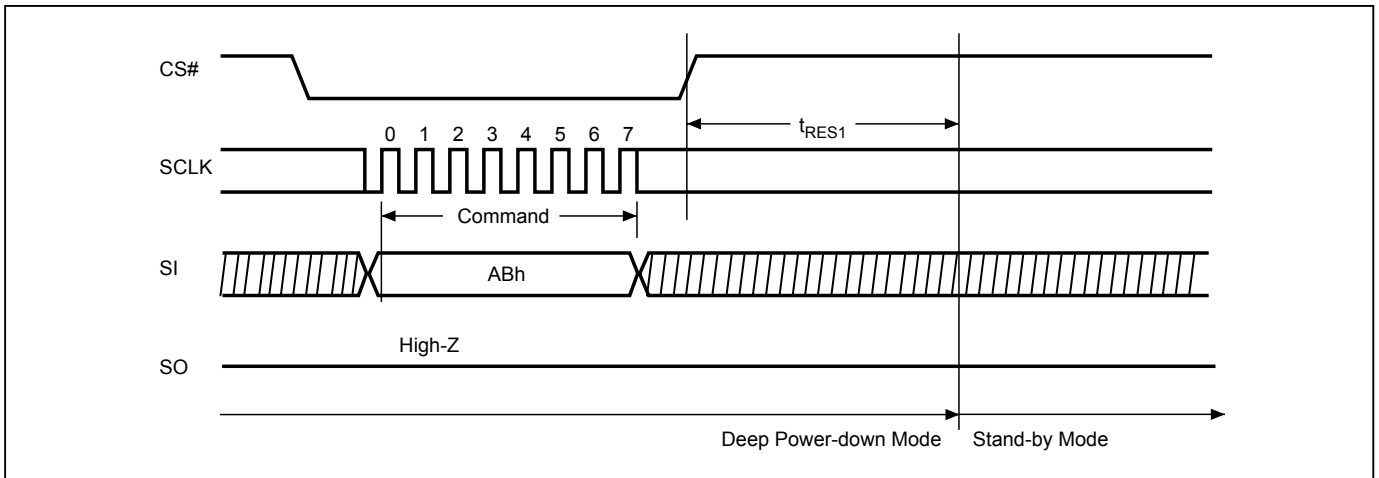 CS#
tRES1
0 1 2 3 4 5 6 7
SCLK
Command
SI
ABh
High-Z
SO
Deep Power-down Mode Stand-by Mode